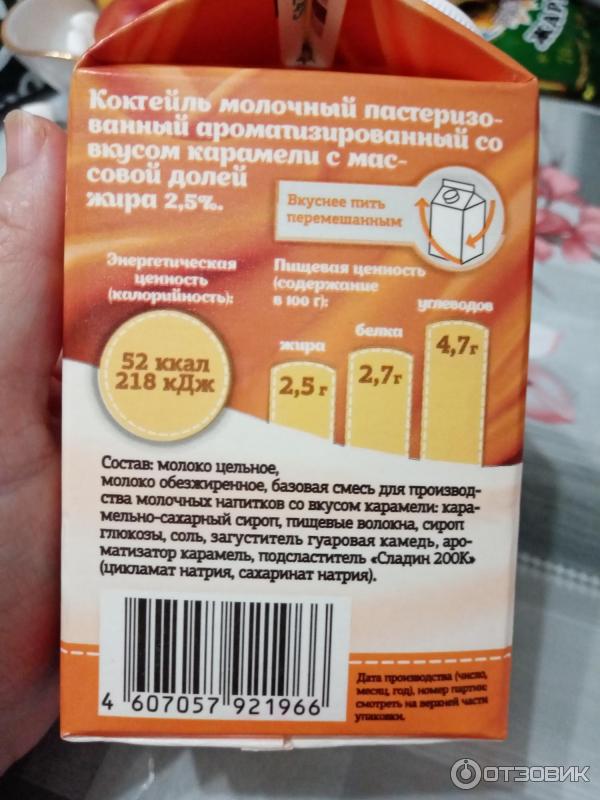 ЖАР
Коктейль молочный пастеризо-
ванный ароматизированный со
вкусом карамели с мас-
совой долей
жира 2,5%.
Вкуснее пить
перемешанным
Энергетическая
ценность
(калорийность):
52 ккал
218 кДж
Пищевая ценность
(содержание
в 100 г):
жира
2,5 г
белка
2,7 г
углеводов
4,7 г
Состав: молоко цельное,
молоко обезжиренное, базовая смесь для производ-
ства молочных напитков со вкусом карамели: кара-
мельно-сахарный сироп, пищевые волокна, сироп
глюкозы, соль, загуститель гуаровая камедь, аро-
матизатор карамель, подсластитель «Сладин 200К»
(цикламат натрия, сахаринат натрия).
4 607057 921966
Дата производства (число,
месяц, год), номер партии:
смотреть на верхней части
упаковки.
ОТЗОВИК